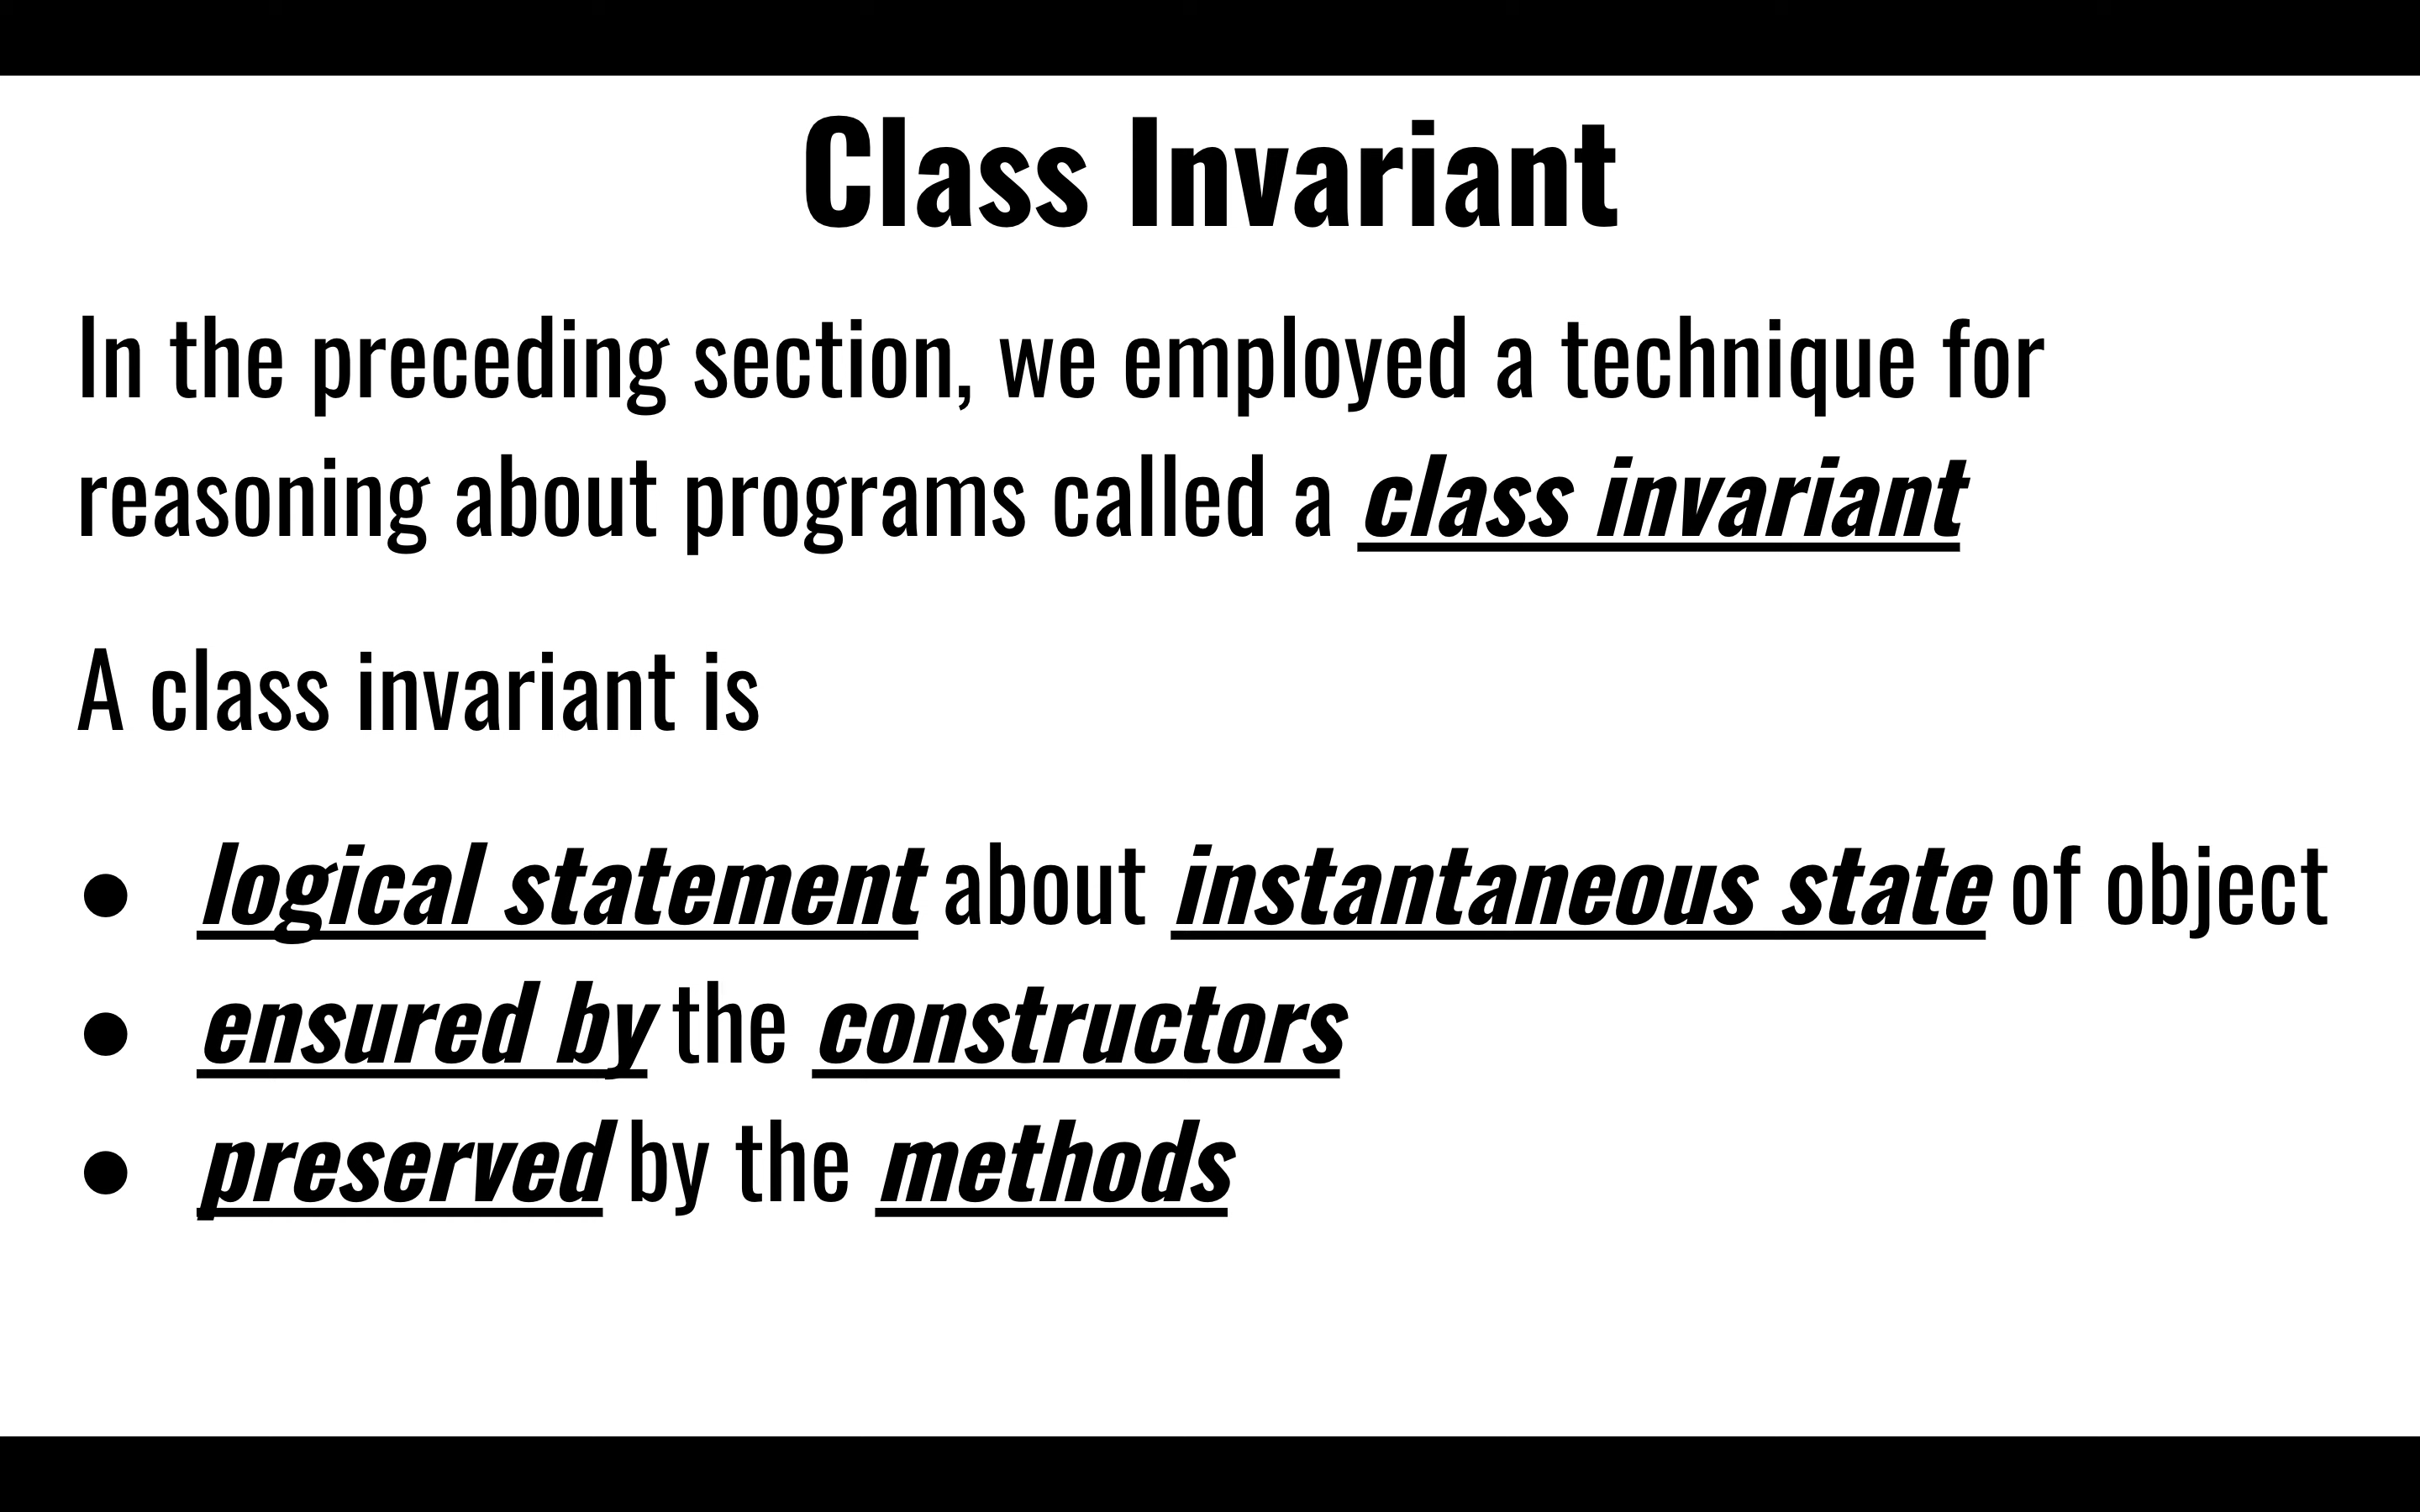 Class Invariant
In the preceding section, we employed a technique for
reasoning about programs called a class invariant
A class invariant is
● logical statement about instantaneous state of object
● ensured by the constructors
● preserved by the methods